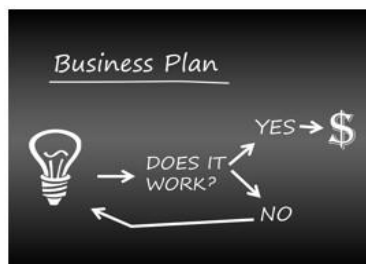 Business Plan
YES
$
DOES IT
WORK?
NO